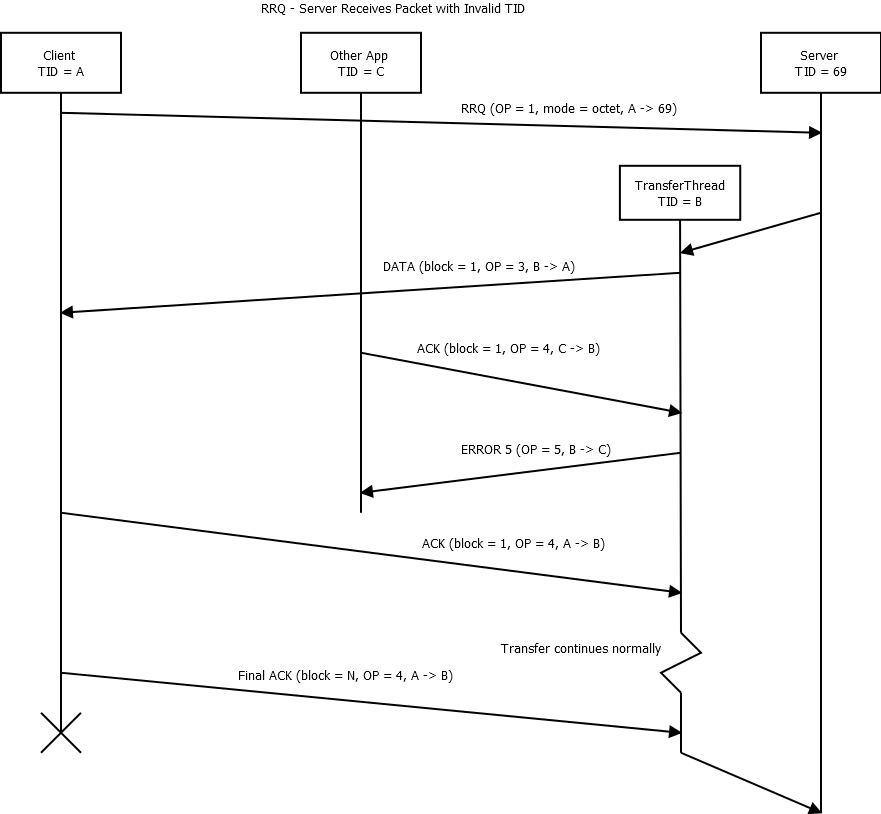 RRQ - Server Receives Packet with Invalid TID
Client
TID = A
Other App
TID = C
Server
TID = 69
RRQ (OP = 1, mode = octet, A -> 69)
TransferThread
TID = B
DATA (block = 1, OP = 3, B -> A)
ACK (block = 1, OP = 4, C -> B)
ERROR 5 (OP = 5, B -> C)
ACK (block = 1, OP = 4, A -> B)
Transfer continues normally
Final ACK (block = N, OP = 4, A -> B)